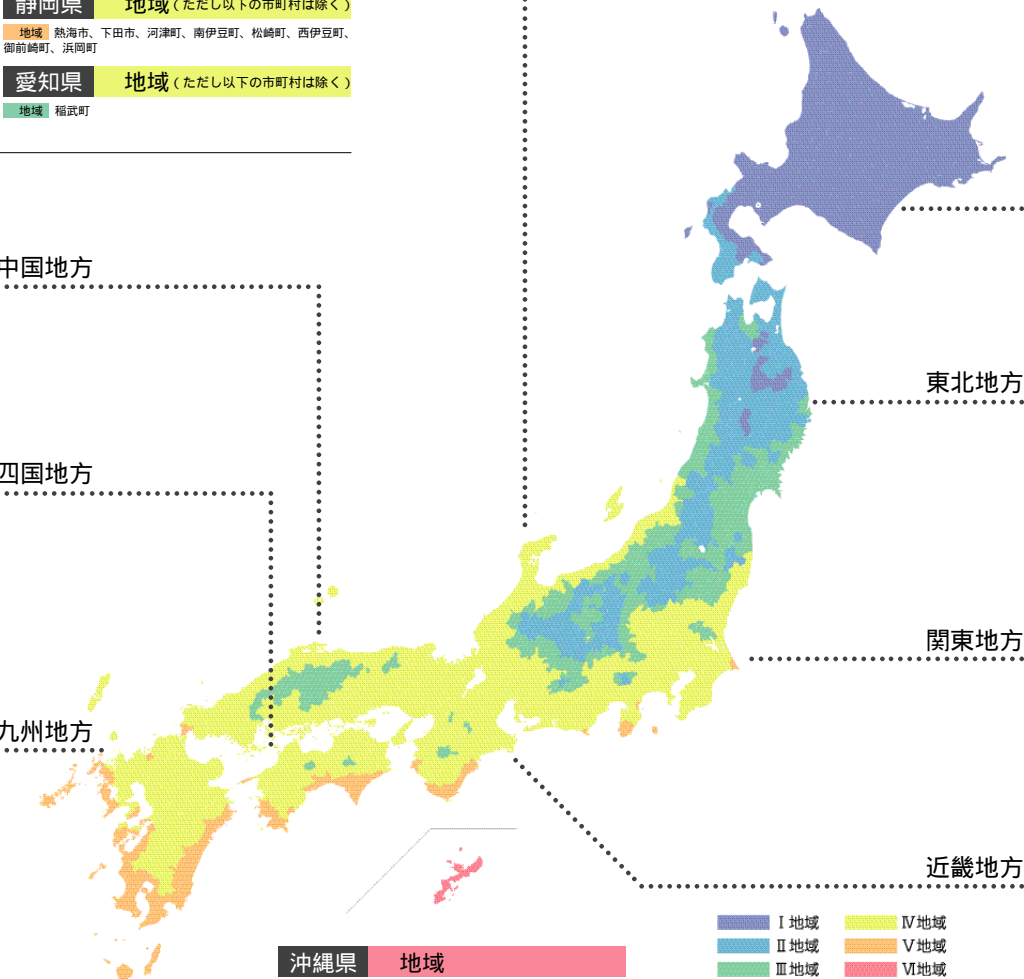 静岡県 地域(ただし以下の市町村は除く)
地域 熱海市、下田市、河津町、南伊豆町、松崎町、西伊豆町、
御前崎町、浜岡町
愛知県 地域(ただし以下の市町村は除く)
地域 稲武町
中国地方
東北地方
四国地方
関東地方
九州地方
近畿地方
沖縄県 地域
Ⅰ地域 Ⅳ地域
Ⅱ地域 Ⅴ地域
Ⅲ地域 Ⅵ地域